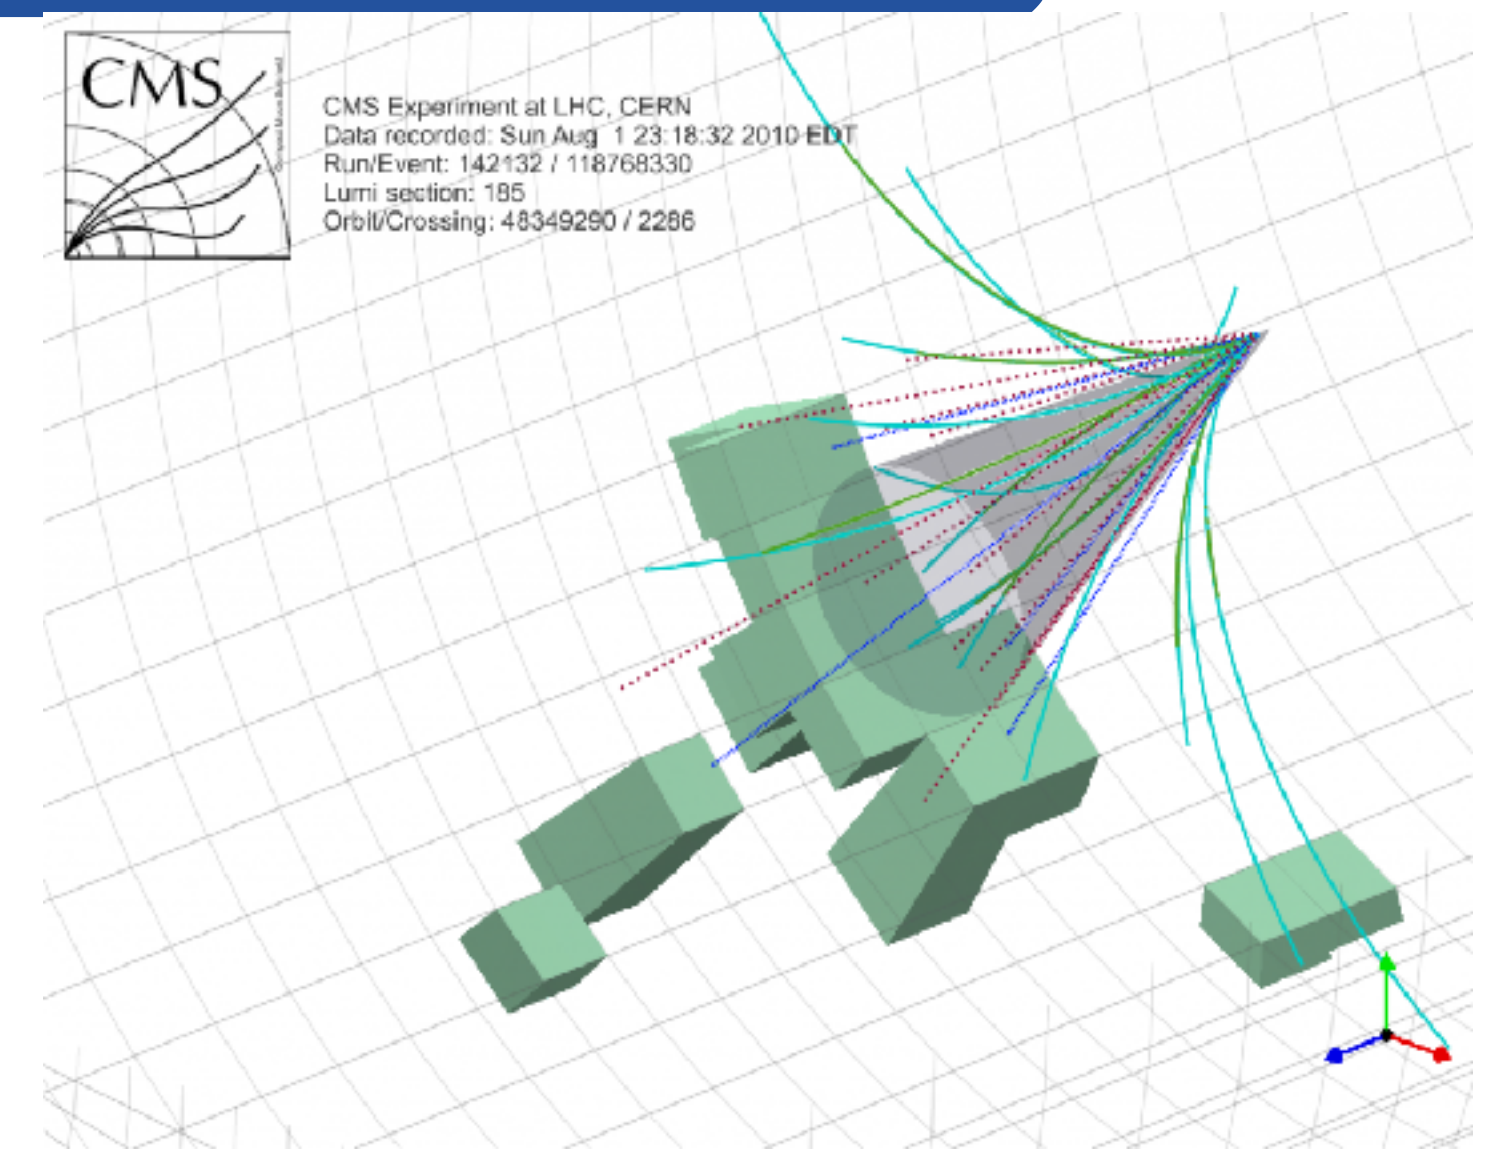 CMS
CMS Experiment at LHC, CERN
Data recorded: Sun Aug 1 23:18:32 2010 EDT
Run/Event: 142132 / 118768330
Lumi section: 185
Orbit/Crossing: 48349290 / 2286